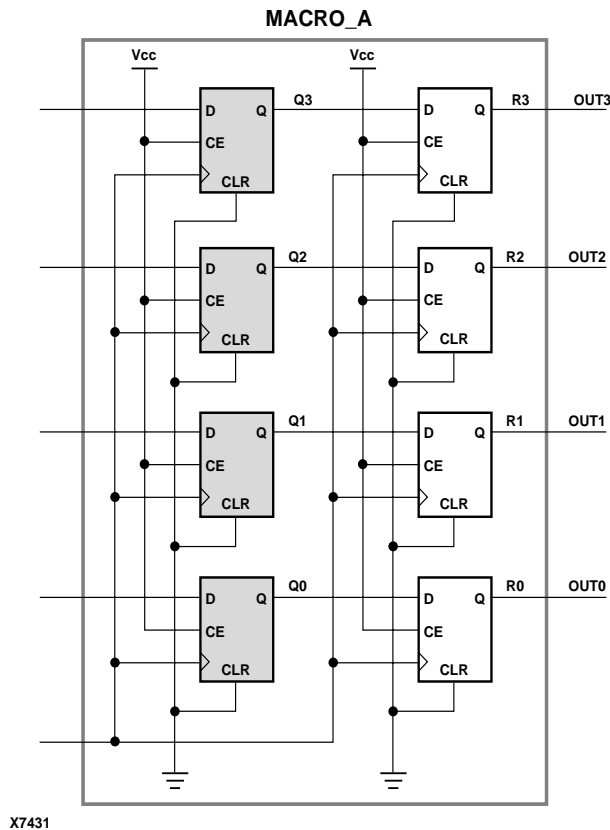 MACRO_A
Vcc Vcc
D Q Q3 D Q R3 OUT3
CE CE
CLR CLR
D Q Q2 D Q R2 OUT2
CE CE
CLR CLR
D Q Q1 D Q R1 OUT1
CE CE
CLR CLR
D Q Q0 D Q R0 OUT0
CE CE
CLR CLR
X7431